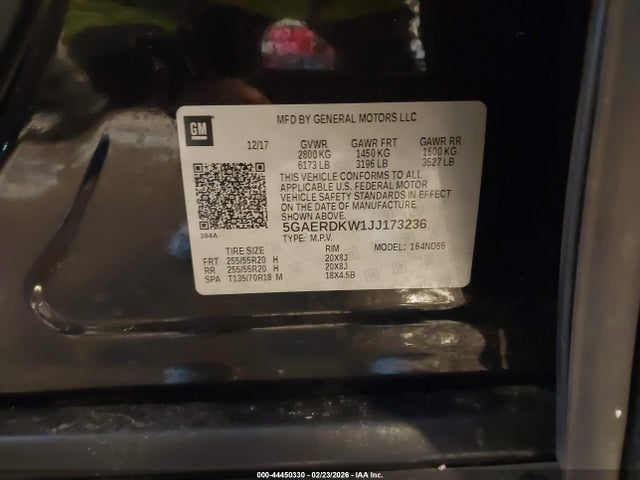 GM
MFD BY GENERAL MOTORS LLC
12/17 GVWR GAWR FRT GAWR RR
2800 KG 1450 KG 1600 KG
6173 LB 3196 LB 3527 LB
THIS VEHICLE CONFORMS TO ALL
APPLICABLE U.S. FEDERAL MOTOR
VEHICLE SAFETY STANDARDS IN EFFECT
ON THE DATE OF MANUFACTURE
SHOWN ABOVE.
384A
5GAERDKW1JJ173236
TYPE: M.P.V. MODEL: 164ND56
TIRE SIZE RIM
FRT 255/55R20 H 20X8J
RR 255/55R20 H 20X8J
SPA T135/70R18 M 18X4.5B
000-44450330 - 02/23/2026 - IAA Inc.